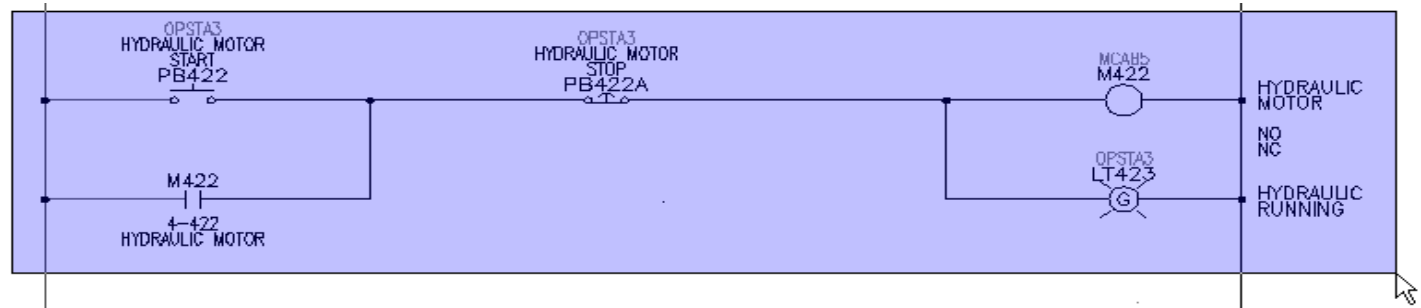 OPSTA3
HYDRAULIC MOTOR
START
PB422
OPSTA3
HYDRAULIC MOTOR
STOP
PB422A
MCAB5
M422
HYDRAULIC
MOTOR
NO
NC
M422
4-422
HYDRAULIC MOTOR
OPSTA3
LT423
G
HYDRAULIC
RUNNING